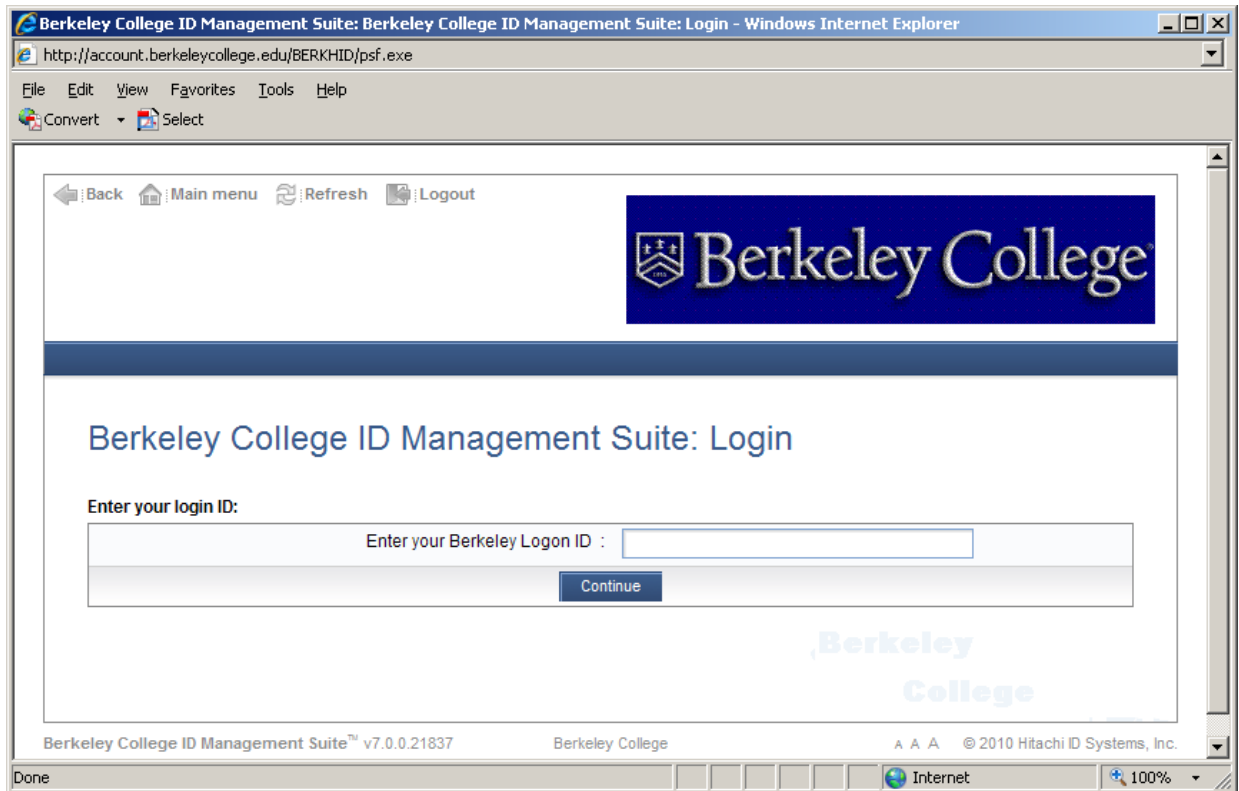 Berkeley College ID Management Suite: Berkeley College ID Management Suite: Login - Windows Internet Explorer
http://account.berkeleycollege.edu/BERKHID/psf.exe
File Edit View Favorites Tools Help
Convert Select
Back Main menu Refresh Logout
Berkeley College
Berkeley College ID Management Suite: Login
Enter your login ID:
Enter your Berkeley Logon ID :
Continue
Berkeley
College
Berkeley College ID Management Suite™ v7.0.0.21837 Berkeley College A A A © 2010 Hitachi ID Systems, Inc.
Done Internet 100%